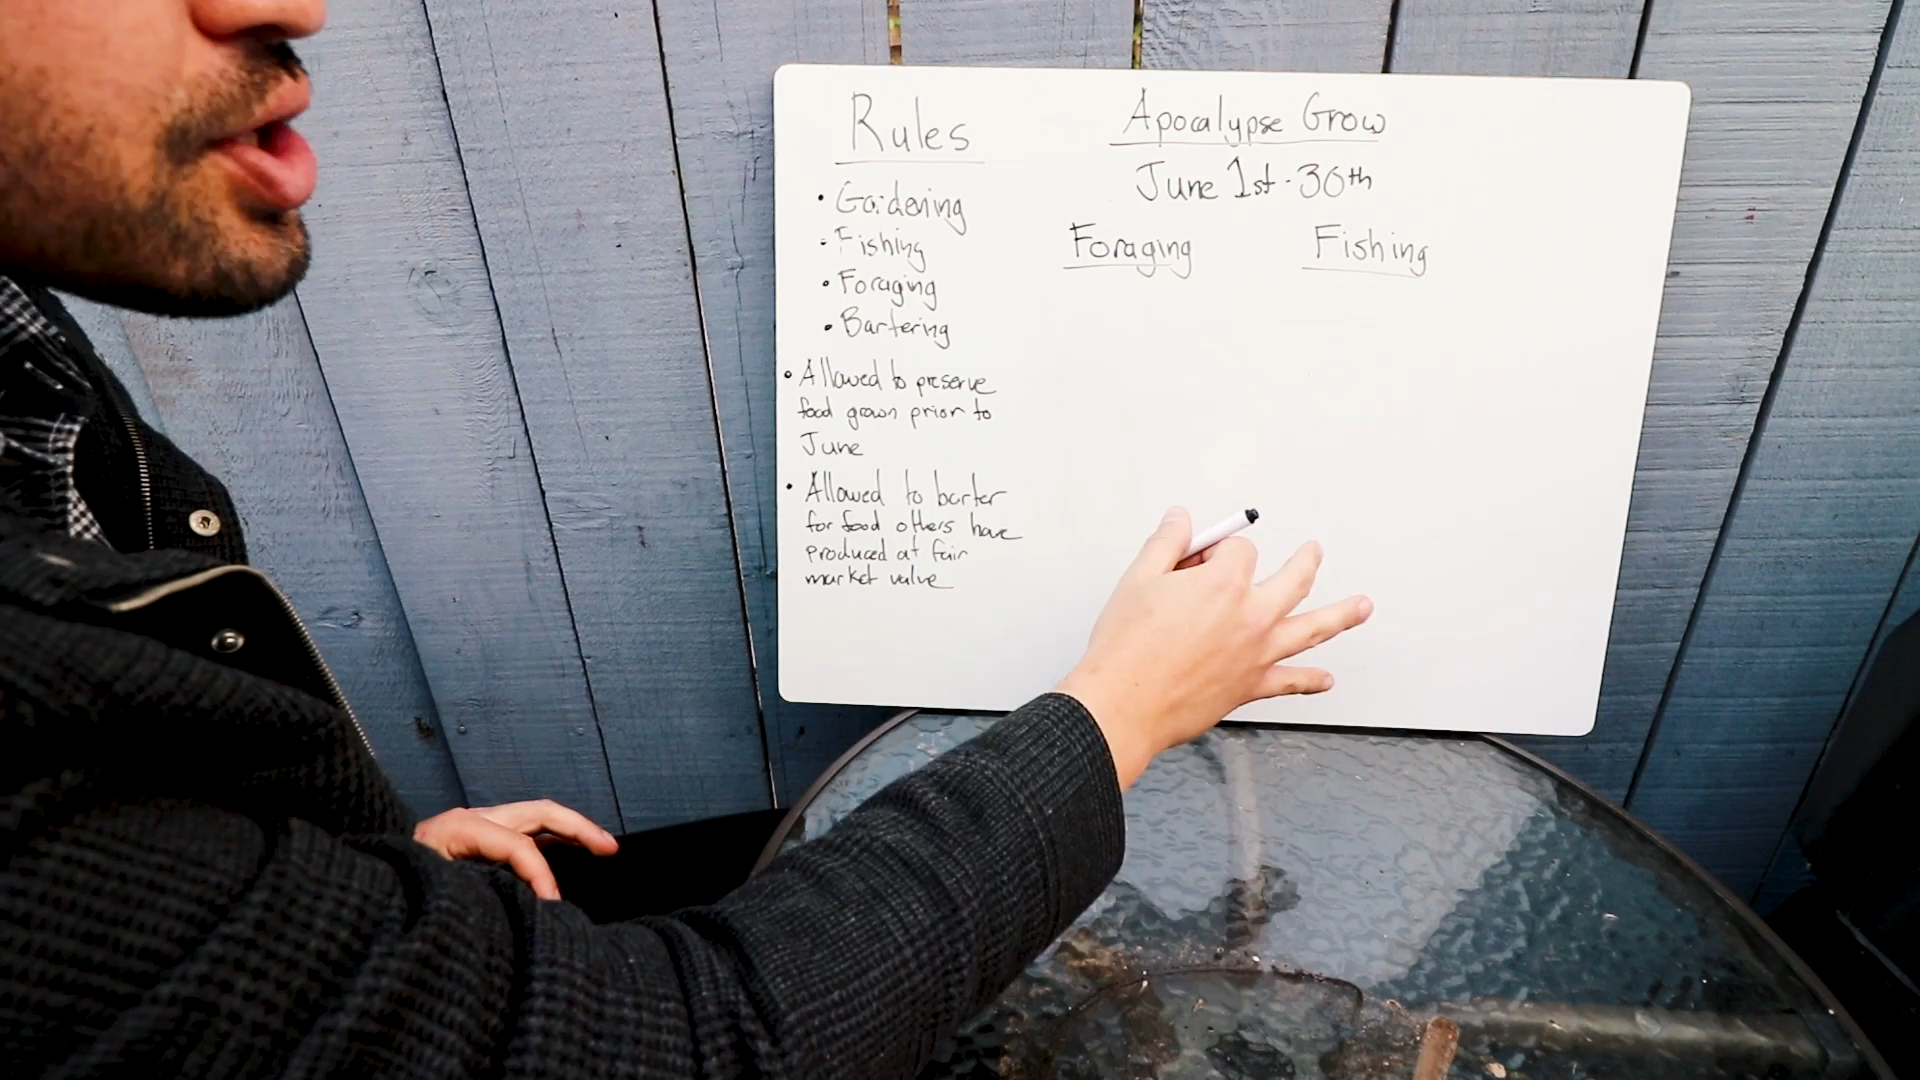 Rules
• Gardening
• Fishing
• Foraging
• Bartering
• Allowed to preserve
food grown prior to
June
• Allowed to barter
for food others have
produced at fair
market value
Apocalypse Grow
June 1st - 30th
Foraging Fishing